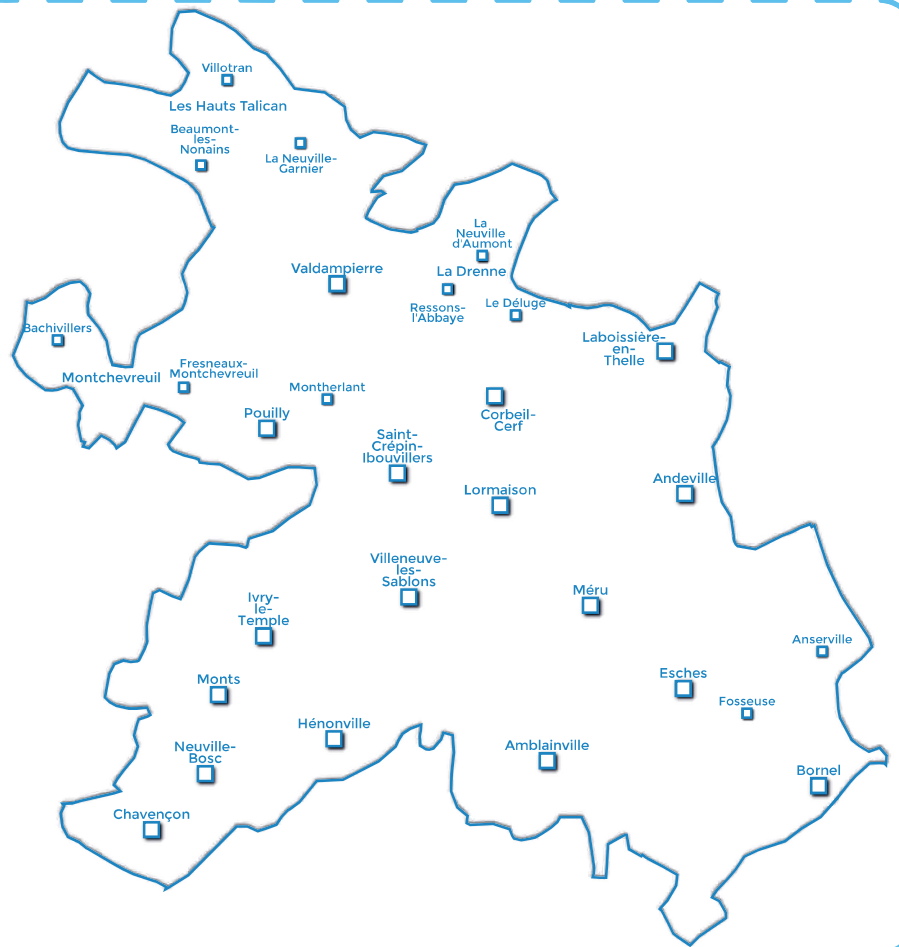 Villotran
Les Hauts Talican
Beaumont-
les-
Nonains
La Neuville-
Garnier
La
Neuville
d'Aumont
Valdampierre
La Drenne
Ressons-
l'Abbaye
Le Déluge
Bachivillers
Laboissière-
en-
Thelle
Montchevreuil
Fresneaux-
Montchevreuil
Montherlant
Pouilly
Corbeil-
Cerf
Saint-
Crépin-
Ibouvillers
Lormaison
Andeville
Villeneuve-
les-
Sablons
Ivry-
le-
Temple
Méru
Anserville
Monts
Esches
Fosseuse
Hénonville
Neuville-
Bosc
Amblainville
Bornel
Chavençon